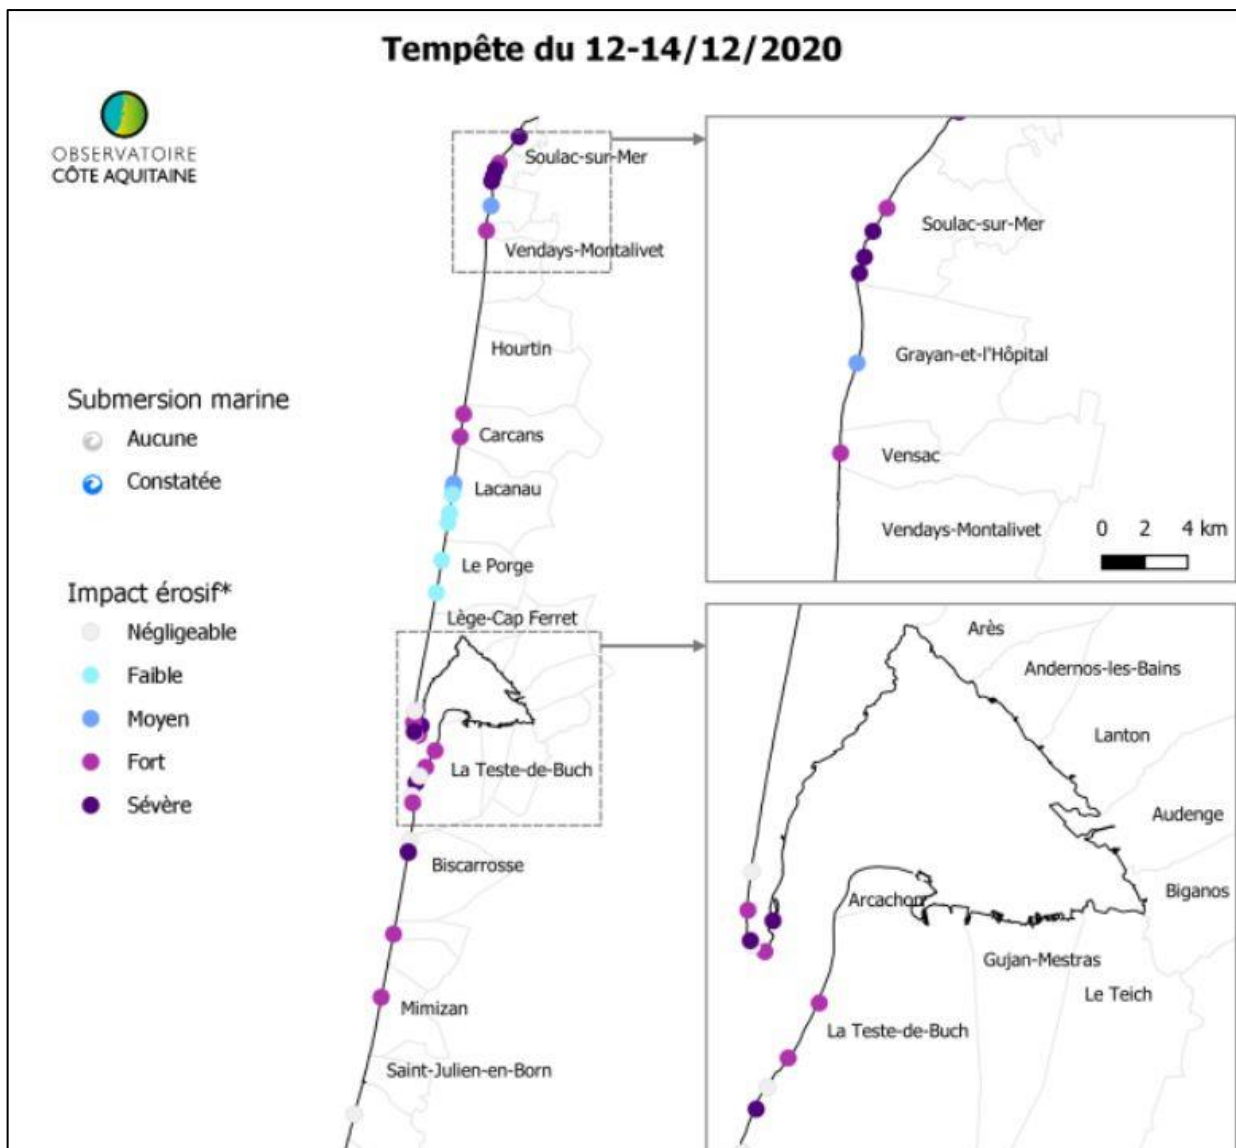 Tempête du 12-14/12/2020
OBSERVATOIRE
CÔTE AQUITAINE
Submersion marine
Aucune
Constatée
Impact érosif*
Négligeable
Faible
Moyen
Fort
Sévère
Soulac-sur-Mer
Vendays-Montalivet
Hourtin
Carcans
Lacanau
Le Porge
Lège-Cap Ferret
La Teste-de-Buch
Biscarrosse
Mimizan
Saint-Julien-en-Born
Soulac-sur-Mer
Grayan-et-l'Hôpital
Vensac
Vendays-Montalivet
0 2 4 km
Arès
Andernos-les-Bains
Lanton
Audenge
Biganos
Arcachon
Gujan-Mestras
Le Teich
La Teste-de-Buch